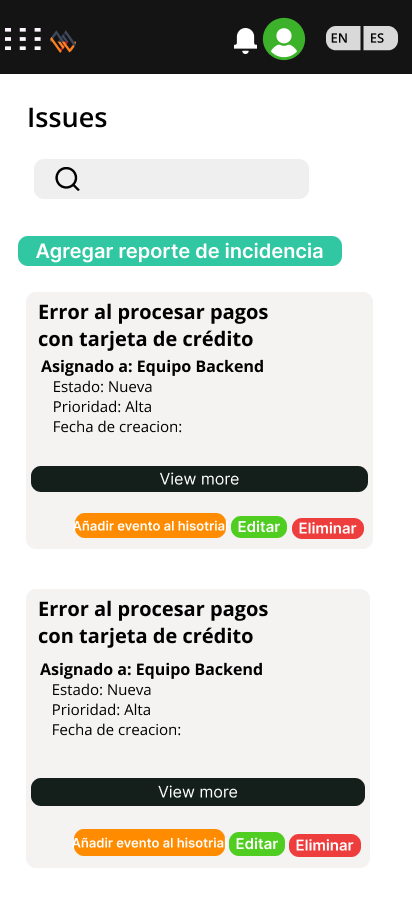 EN ES
Issues
Agregar reporte de incidencia
Error al procesar pagos
con tarjeta de crédito
Asignado a: Equipo Backend
Estado: Nueva
Prioridad: Alta
Fecha de creacion:
View more
Añadir evento al hisotria Editar Eliminar
Error al procesar pagos
con tarjeta de crédito
Asignado a: Equipo Backend
Estado: Nueva
Prioridad: Alta
Fecha de creacion:
View more
Añadir evento al hisotria Editar Eliminar